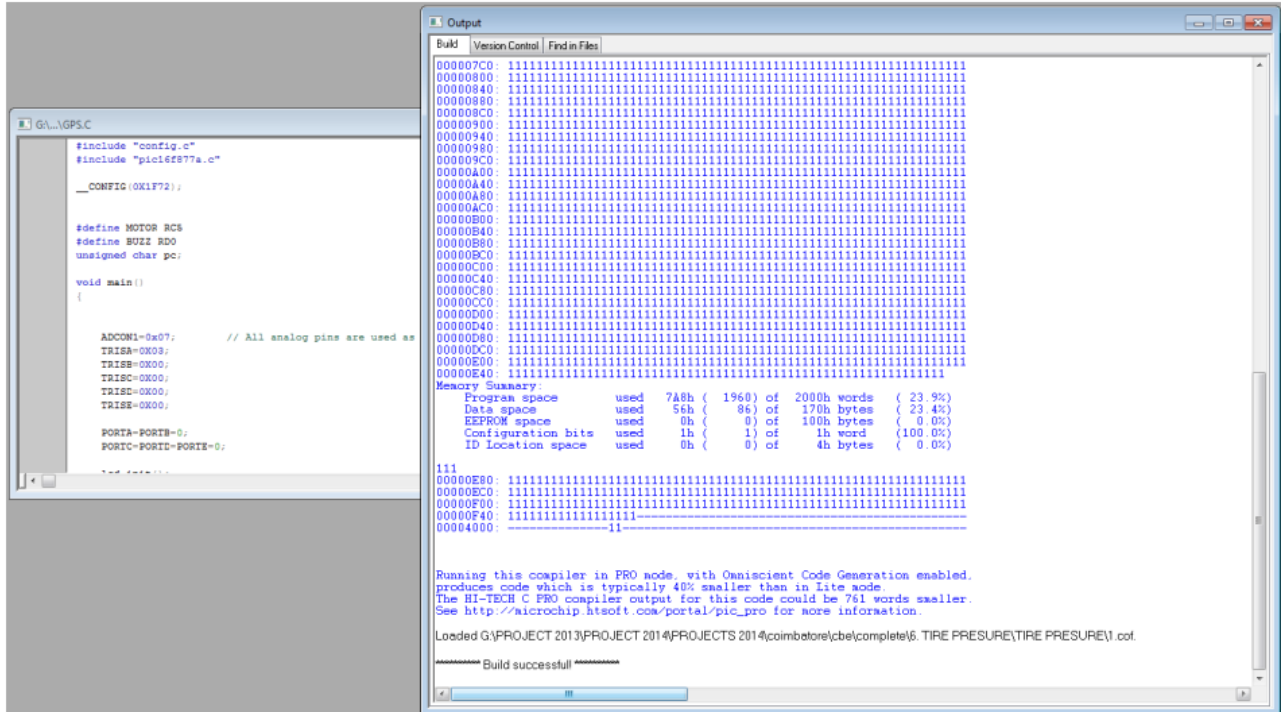 G:\...\GPS.C
#include "config.c"
#include "pic16f877a.c"
__CONFIG(0X1F72);
#define MOTOR RC5
#define BUZZ RD0
unsigned char pc;
void main()
{
ADCON1=0x07; // All analog pins are used as
TRISA=0X03;
TRISB=0X00;
TRISC=0X00;
TRISD=0X00;
TRISE=0X00;
PORTA=PORTB=0;
PORTC=PORTD=PORTE=0;
Output
Build Version Control Find in Files
000007C0: 1111111111111111111111111111111111111111111111111111111111111111
00000800: 1111111111111111111111111111111111111111111111111111111111111111
00000840: 1111111111111111111111111111111111111111111111111111111111111111
00000880: 1111111111111111111111111111111111111111111111111111111111111111
000008C0: 1111111111111111111111111111111111111111111111111111111111111111
00000900: 1111111111111111111111111111111111111111111111111111111111111111
00000940: 1111111111111111111111111111111111111111111111111111111111111111
00000980: 1111111111111111111111111111111111111111111111111111111111111111
000009C0: 1111111111111111111111111111111111111111111111111111111111111111
00000A00: 1111111111111111111111111111111111111111111111111111111111111111
00000A40: 1111111111111111111111111111111111111111111111111111111111111111
00000A80: 1111111111111111111111111111111111111111111111111111111111111111
00000AC0: 1111111111111111111111111111111111111111111111111111111111111111
00000B00: 1111111111111111111111111111111111111111111111111111111111111111
00000B40: 1111111111111111111111111111111111111111111111111111111111111111
00000B80: 1111111111111111111111111111111111111111111111111111111111111111
00000BC0: 1111111111111111111111111111111111111111111111111111111111111111
00000C00: 1111111111111111111111111111111111111111111111111111111111111111
00000C40: 1111111111111111111111111111111111111111111111111111111111111111
00000C80: 1111111111111111111111111111111111111111111111111111111111111111
00000CC0: 1111111111111111111111111111111111111111111111111111111111111111
00000D00: 1111111111111111111111111111111111111111111111111111111111111111
00000D40: 1111111111111111111111111111111111111111111111111111111111111111
00000D80: 1111111111111111111111111111111111111111111111111111111111111111
00000DC0: 1111111111111111111111111111111111111111111111111111111111111111
00000E00: 1111111111111111111111111111111111111111111111111111111111111111
00000E40: 1111111111111111111111111111111111111111111111111111111111111
Memory Summary:
Program space used 7A8h ( 1960) of 2000h words ( 23.9%)
Data space used 56h ( 86) of 170h bytes ( 23.4%)
EEPROM space used 0h ( 0) of 100h bytes ( 0.0%)
Configuration bits used 1h ( 1) of 1h word (100.0%)
ID Location space used 0h ( 0) of 4h bytes ( 0.0%)
111
00000E80: 1111111111111111111111111111111111111111111111111111111111111111
00000EC0: 1111111111111111111111111111111111111111111111111111111111111111
00000F00: 1111111111111111111111111111111111111111111111111111111111111111
00000F40: 111111111111111111----------------------------------------------
00004000: --------------11------------------------------------------------
Running this compiler in PRO mode, with Omniscient Code Generation enabled,
produces code which is typically 40% smaller than in Lite mode.
The HI-TECH C PRO compiler output for this code could be 761 words smaller.
See http://microchip.htsoft.com/portal/pic_pro for more information.
Loaded G:\PROJECT 2013\PROJECT 2014\PROJECTS 2014\coimbatore\cbe\complete\6. TIRE PRESURE\TIRE PRESURE\1.cof.
********** Build successful! **********